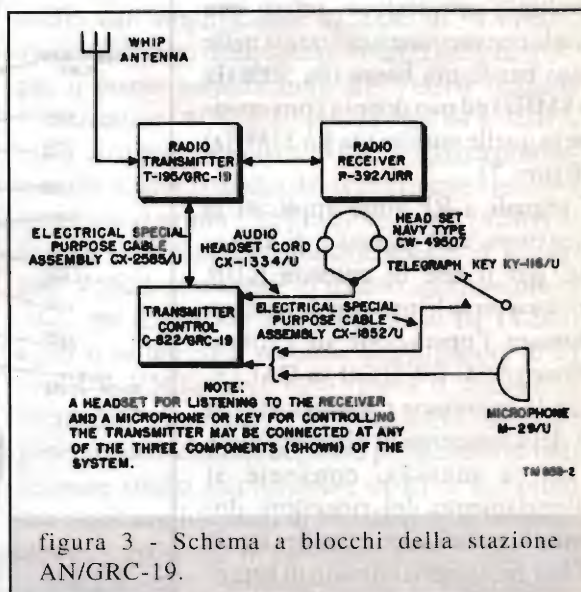 WHIP
ANTENNA
RADIO
TRANSMITTER
T-195/GRC-19
RADIO
RECEIVER
R-392/URR
ELECTRICAL SPECIAL
PURPOSE CABLE
ASSEMBLY CX-2585/U
AUDIO
HEADSET CORD
CX-1334/U
HEAD SET
NAVY TYPE
CW-49507
TELEGRAPH KEY KY-116/U
TRANSMITTER
CONTROL
C-822/GRC-19
ELECTRICAL SPECIAL
PURPOSE CABLE
ASSEMBLY CX-1852/U
MICROPHONE
M-29/U
NOTE:
A HEADSET FOR LISTENING TO THE RECEIVER
AND A MICROPHONE OR KEY FOR CONTROLLING
THE TRANSMITTER MAY BE CONNECTED AT ANY
OF THE THREE COMPONENTS (SHOWN) OF THE
SYSTEM.
TM 858-2
figura 3 - Schema a blocchi della stazione
AN/GRC-19.